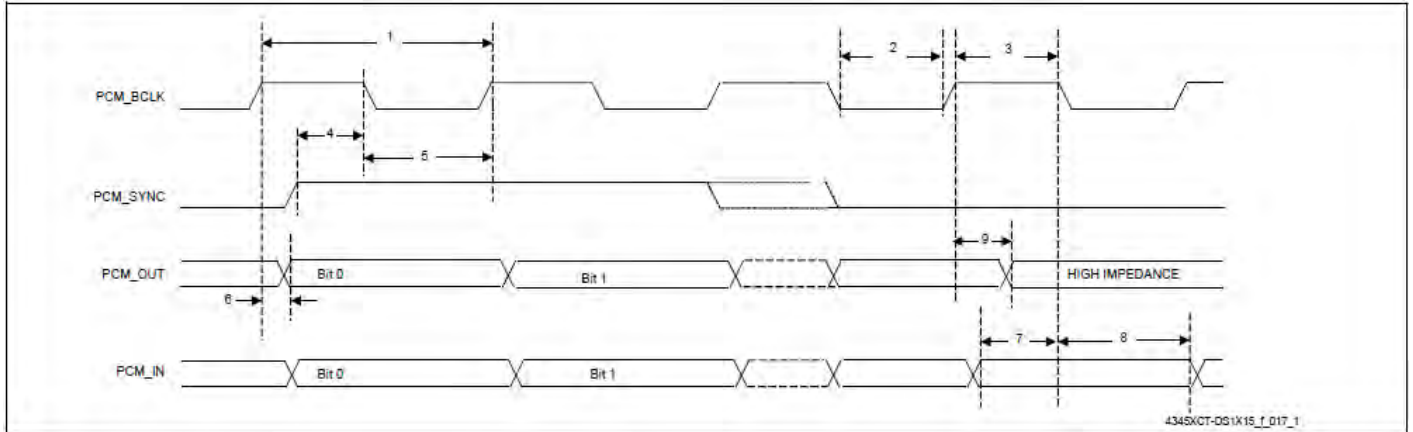 1
2
3
PCM_BCLK
4
5
PCM_SYNC
9
PCM_OUT
Bit 0
Bit 1
HIGH IMPEDANCE
6
7
8
PCM_IN
Bit 0
Bit 1
4345XCT-DS1X15_f_017_1